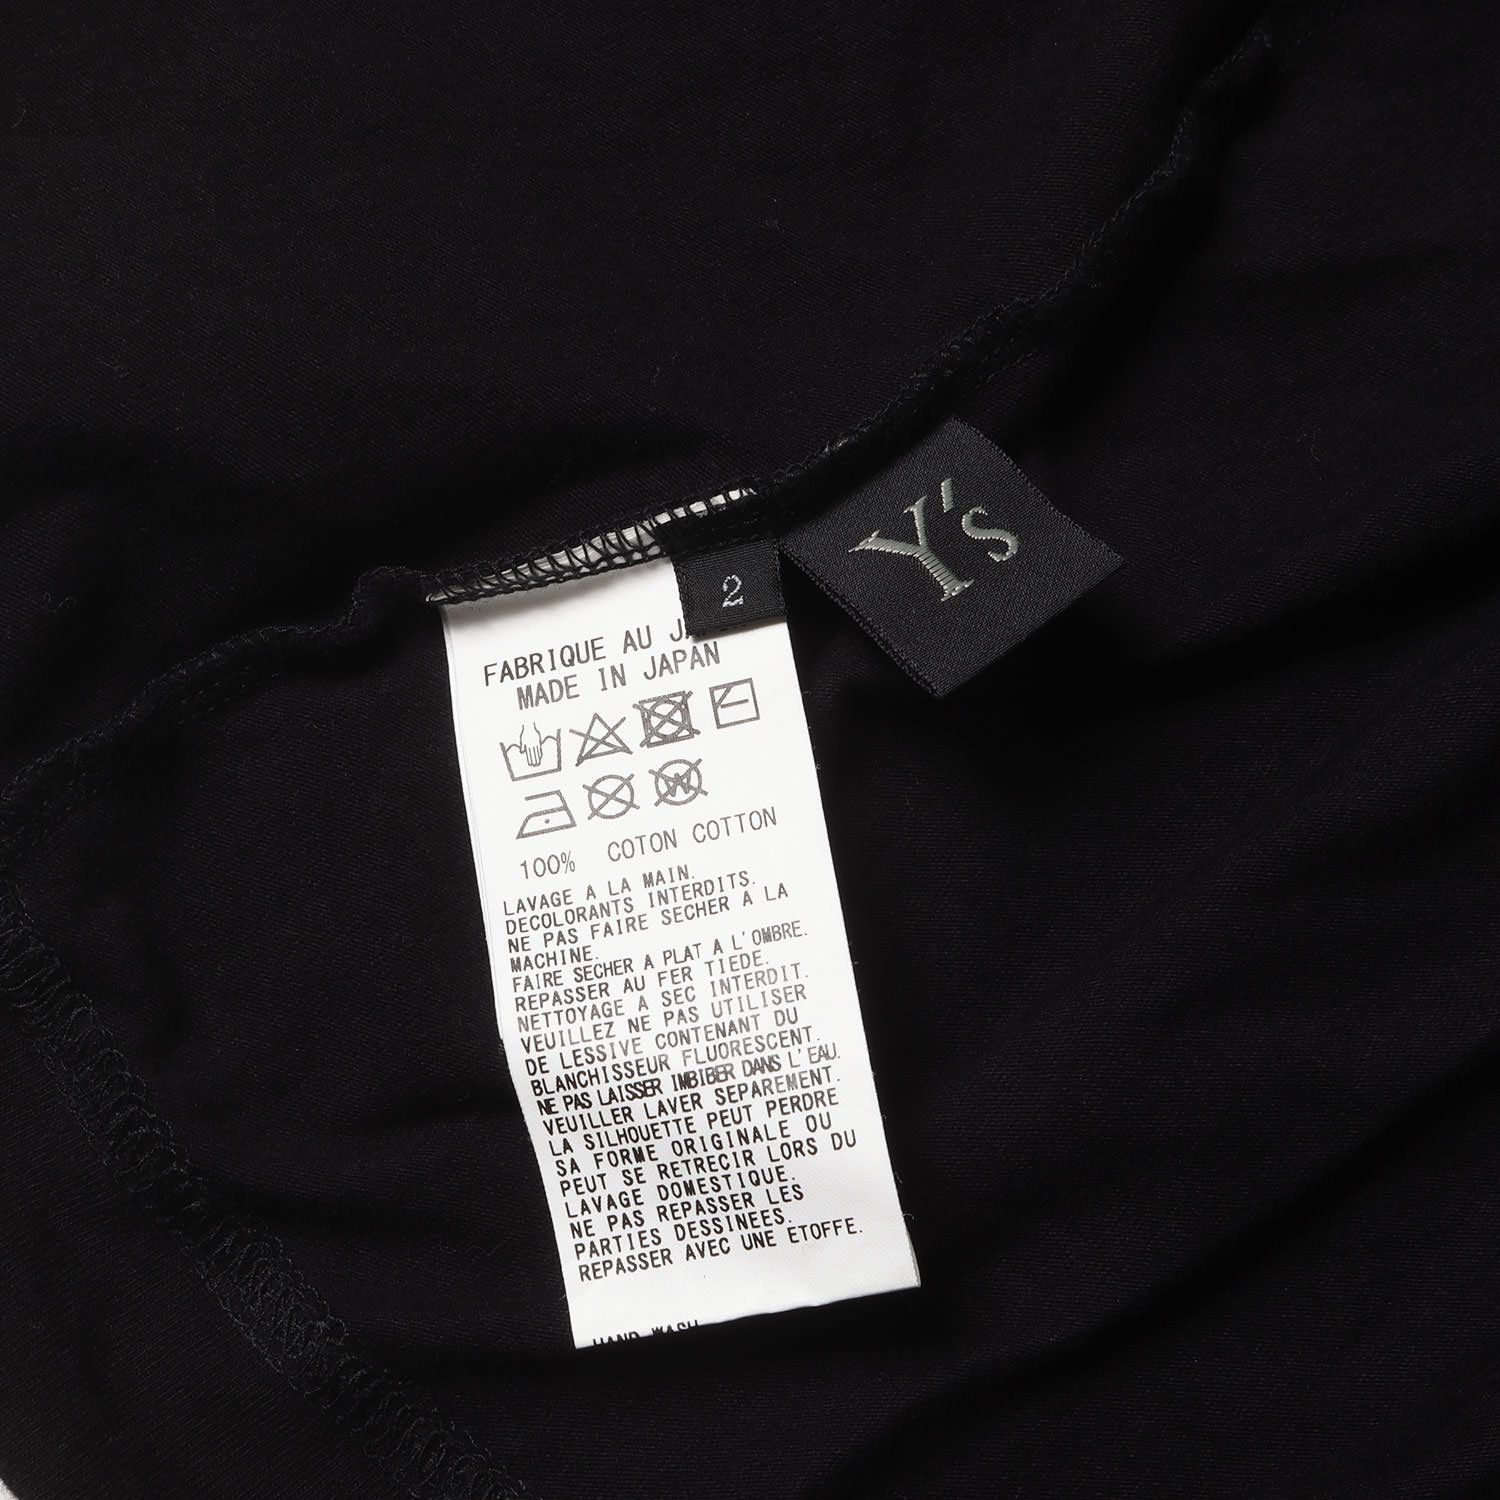 Y's
2
FABRIQUE AU
MADE IN JAPAN
W
100% COTON COTTON
LAVAGE A LA MAIN.
DECOLORANTS INTERDITS.
NE PAS FAIRE SECHER A LA
MACHINE.
FAIRE SECHER A PLAT A L'OMBRE.
REPASSER AU FER TIEDE.
NETTOYAGE A SEC INTERDIT.
VEUILLEZ NE PAS UTILISER
DE LESSIVE CONTENANT DU
BLANCHISSEUR FLUORESCENT.
NE PAS LAISSER IMBIBER DANS L'EAU.
VEUILLER LAVER SEPAREMENT.
LA SILHOUETTE PEUT PERDRE
SA FORME ORIGINALE OU
PEUT SE RETRECIR LORS DU
LAVAGE DOMESTIQUE.
NE PAS REPASSER LES
PARTIES DESSINEES.
REPASSER AVEC UNE ETOFFE.
HAND WASH